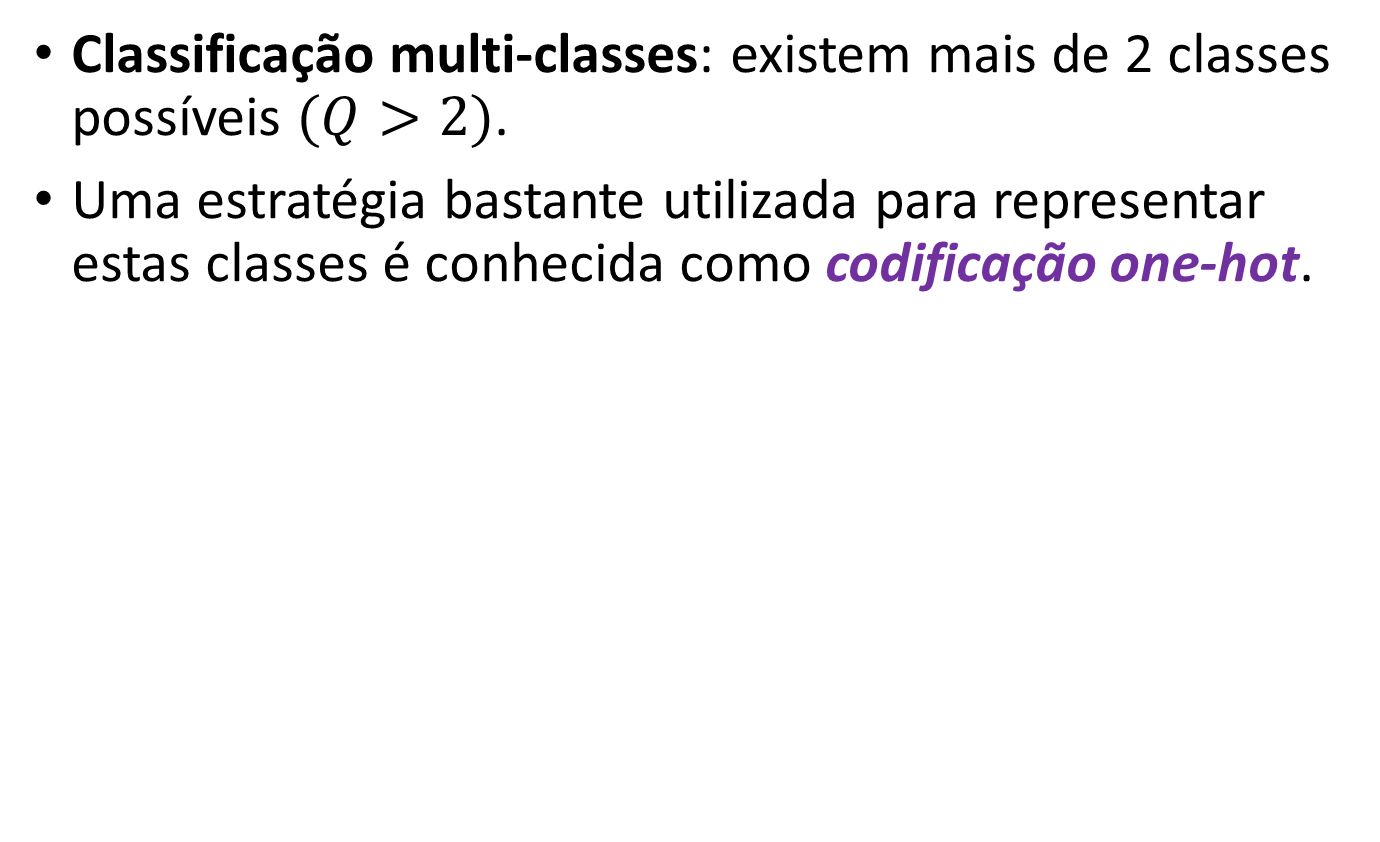 • Classificação multi-classes: existem mais de 2 classes
possíveis (Q > 2).
• Uma estratégia bastante utilizada para representar
estas classes é conhecida como codificação one-hot.